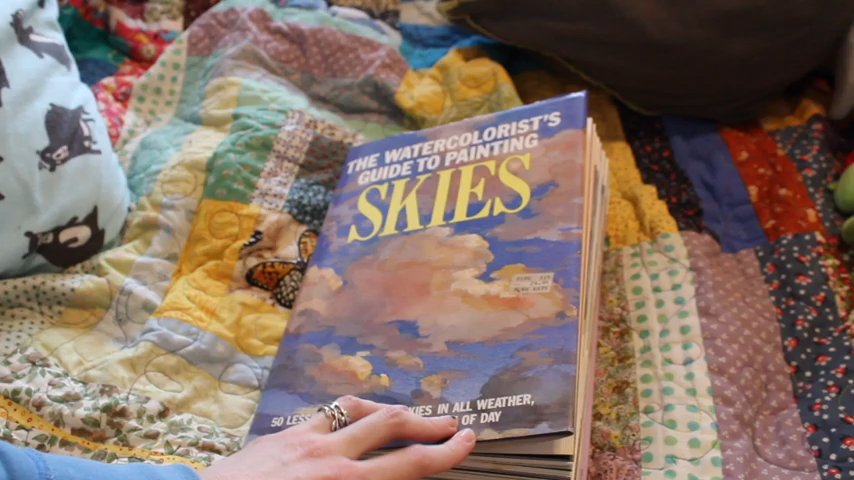 THE WATERCOLORIST'S
GUIDE TO PAINTING
SKIES
50 LESS KIES IN ALL WEATHER,
OF DAY